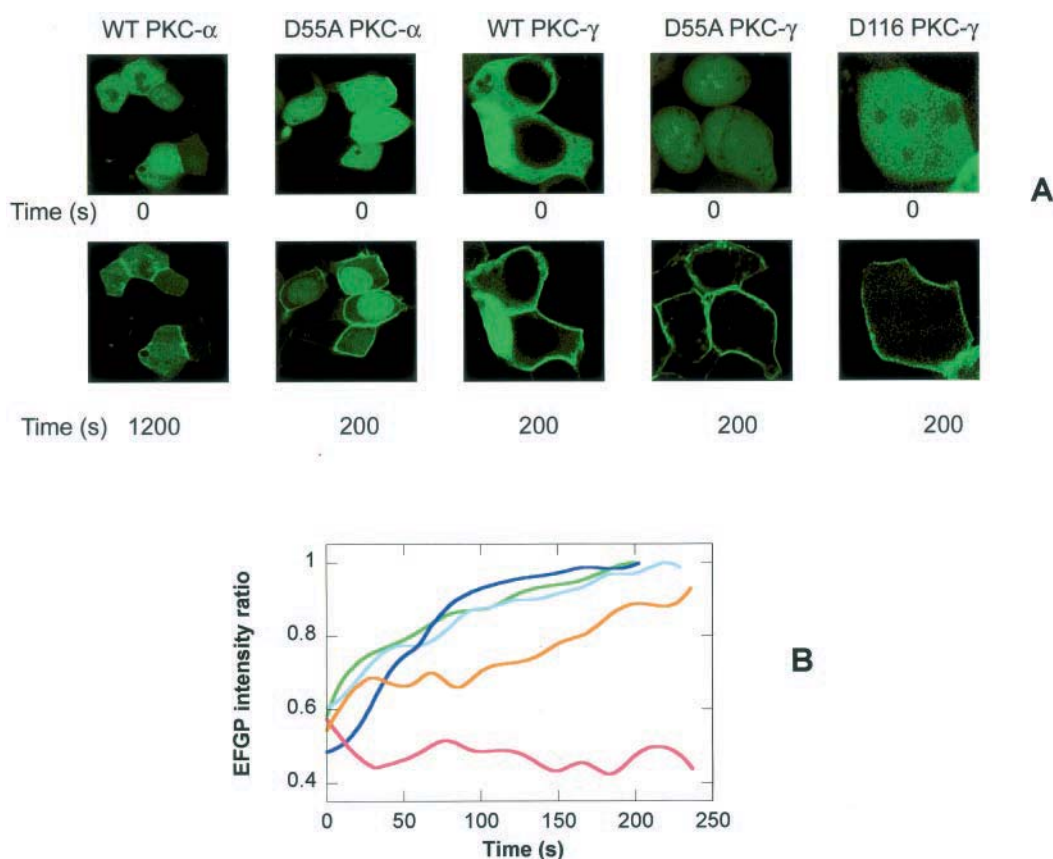 WT PKC-α D55A PKC-α WT PKC-γ D55A PKC-γ D116 PKC-γ
A
Time (s) 0 0 0 0 0
Time (s) 1200 200 200 200 200
B
EFGP intensity ratio
1
0.8
0.6
0.4
0 50 100 150 200 250
Time (s)